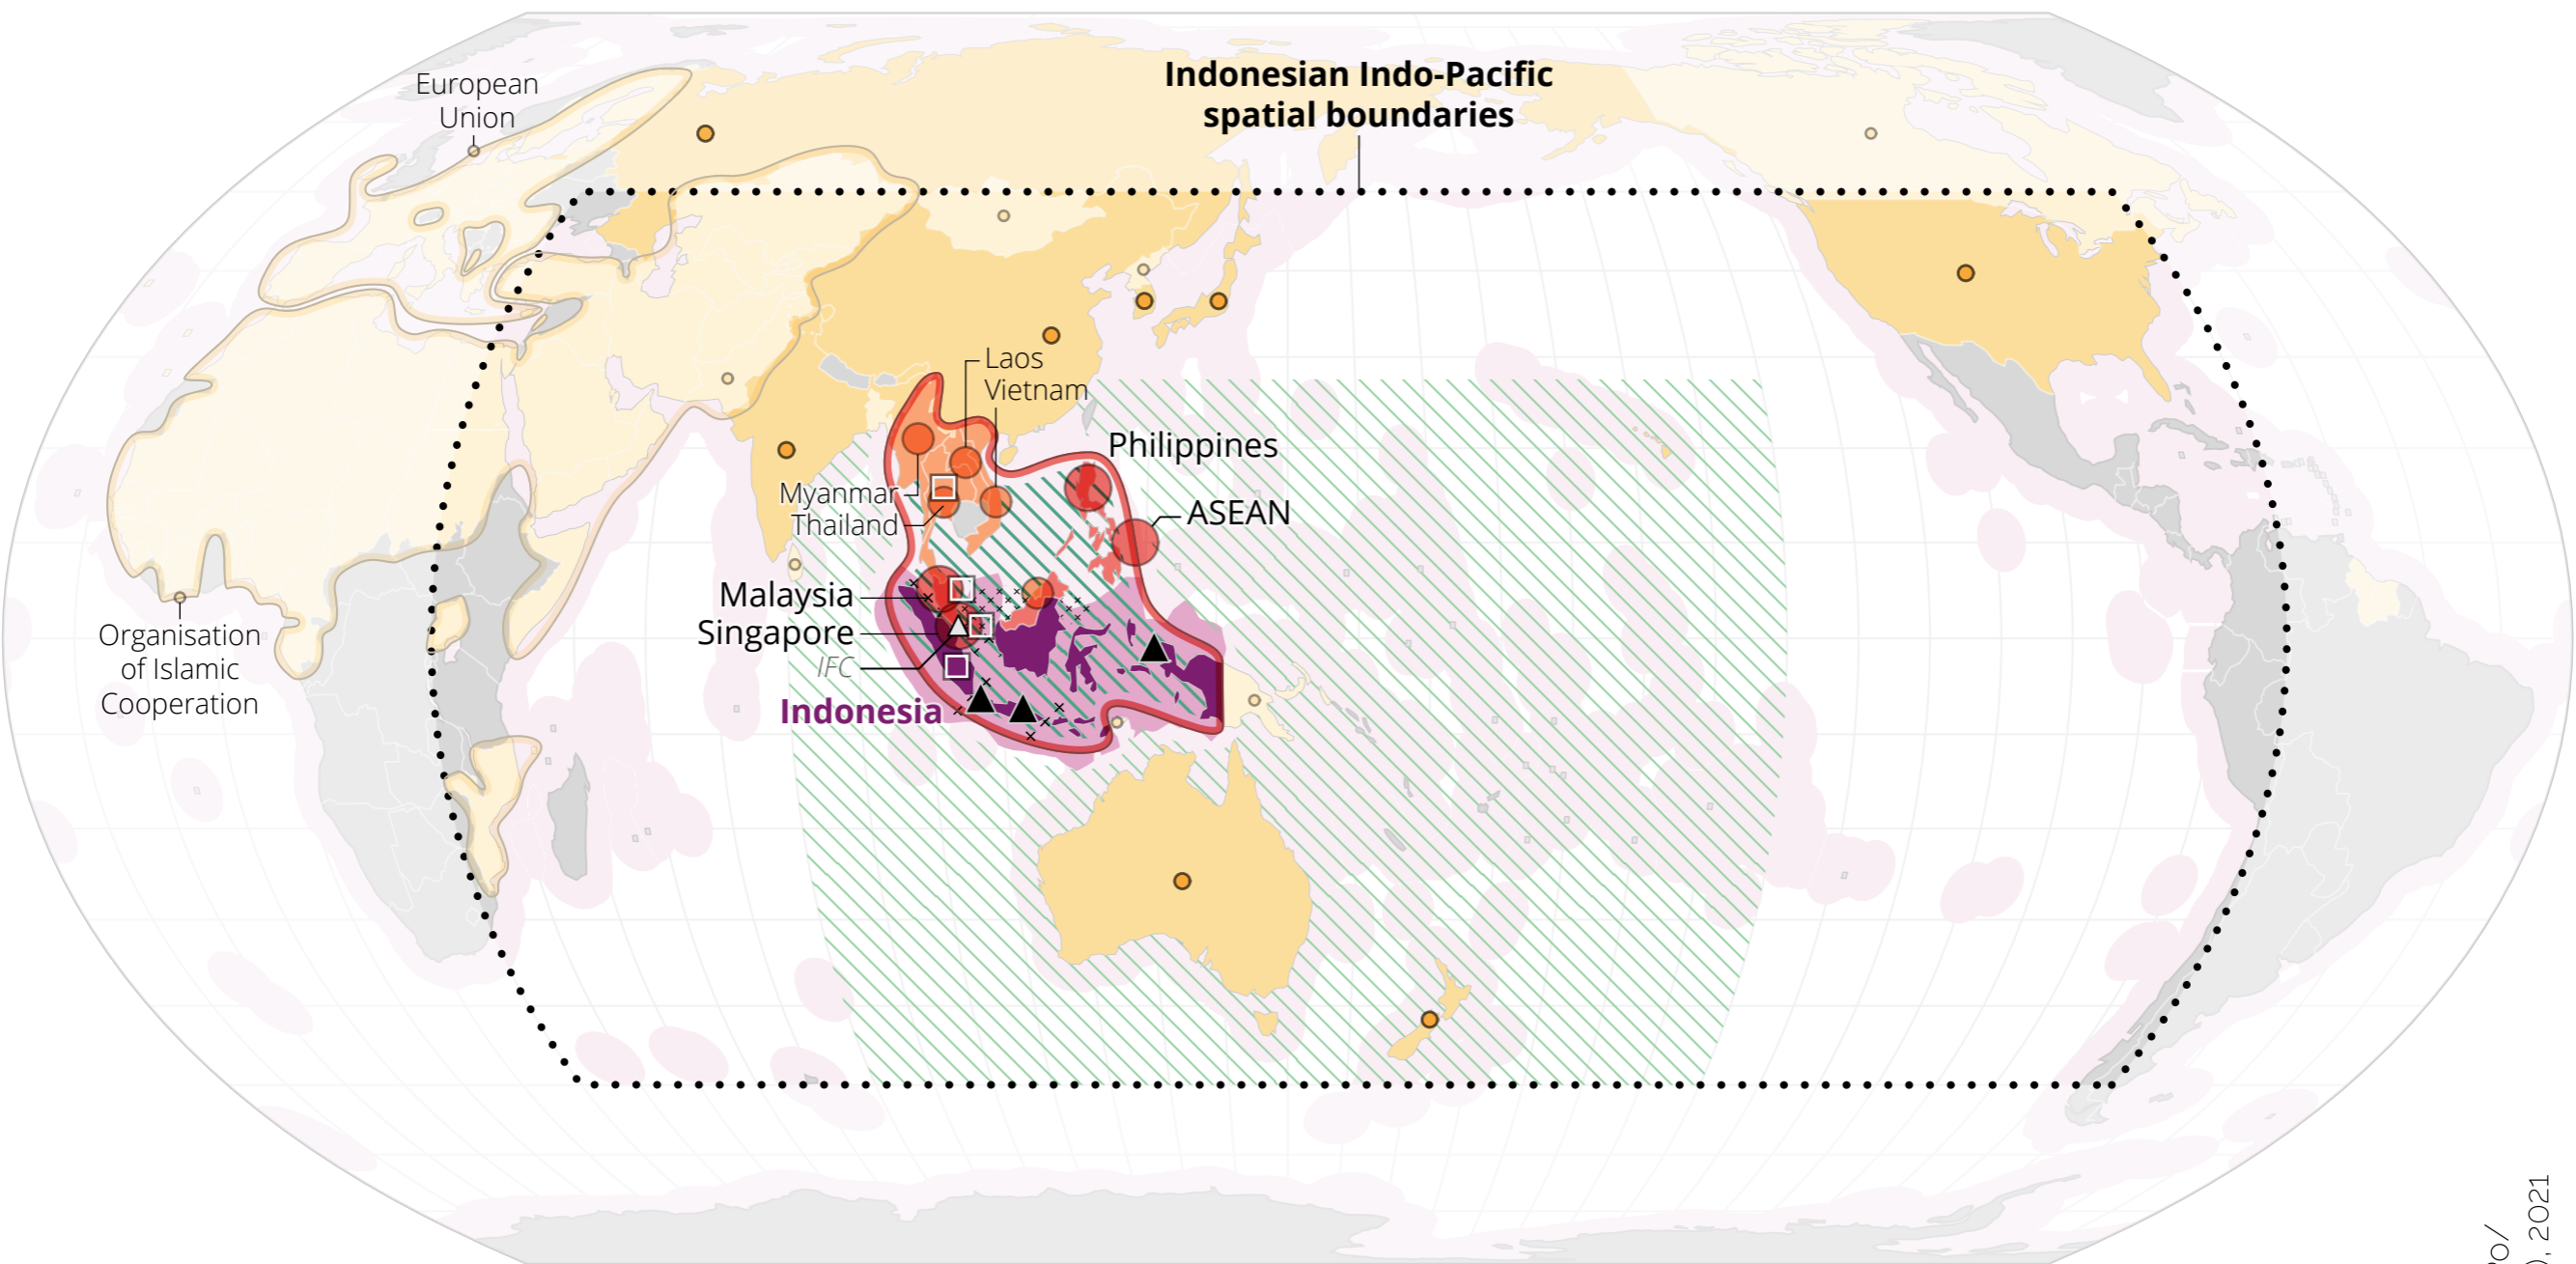 European
Union
Indonesian Indo-Pacific
spatial boundaries
Laos
Vietnam
Philippines
Myanmar
Thailand
ASEAN
Malaysia
Singapore
IFC
Indonesia
Organisation
of Islamic
Cooperation
, 2021